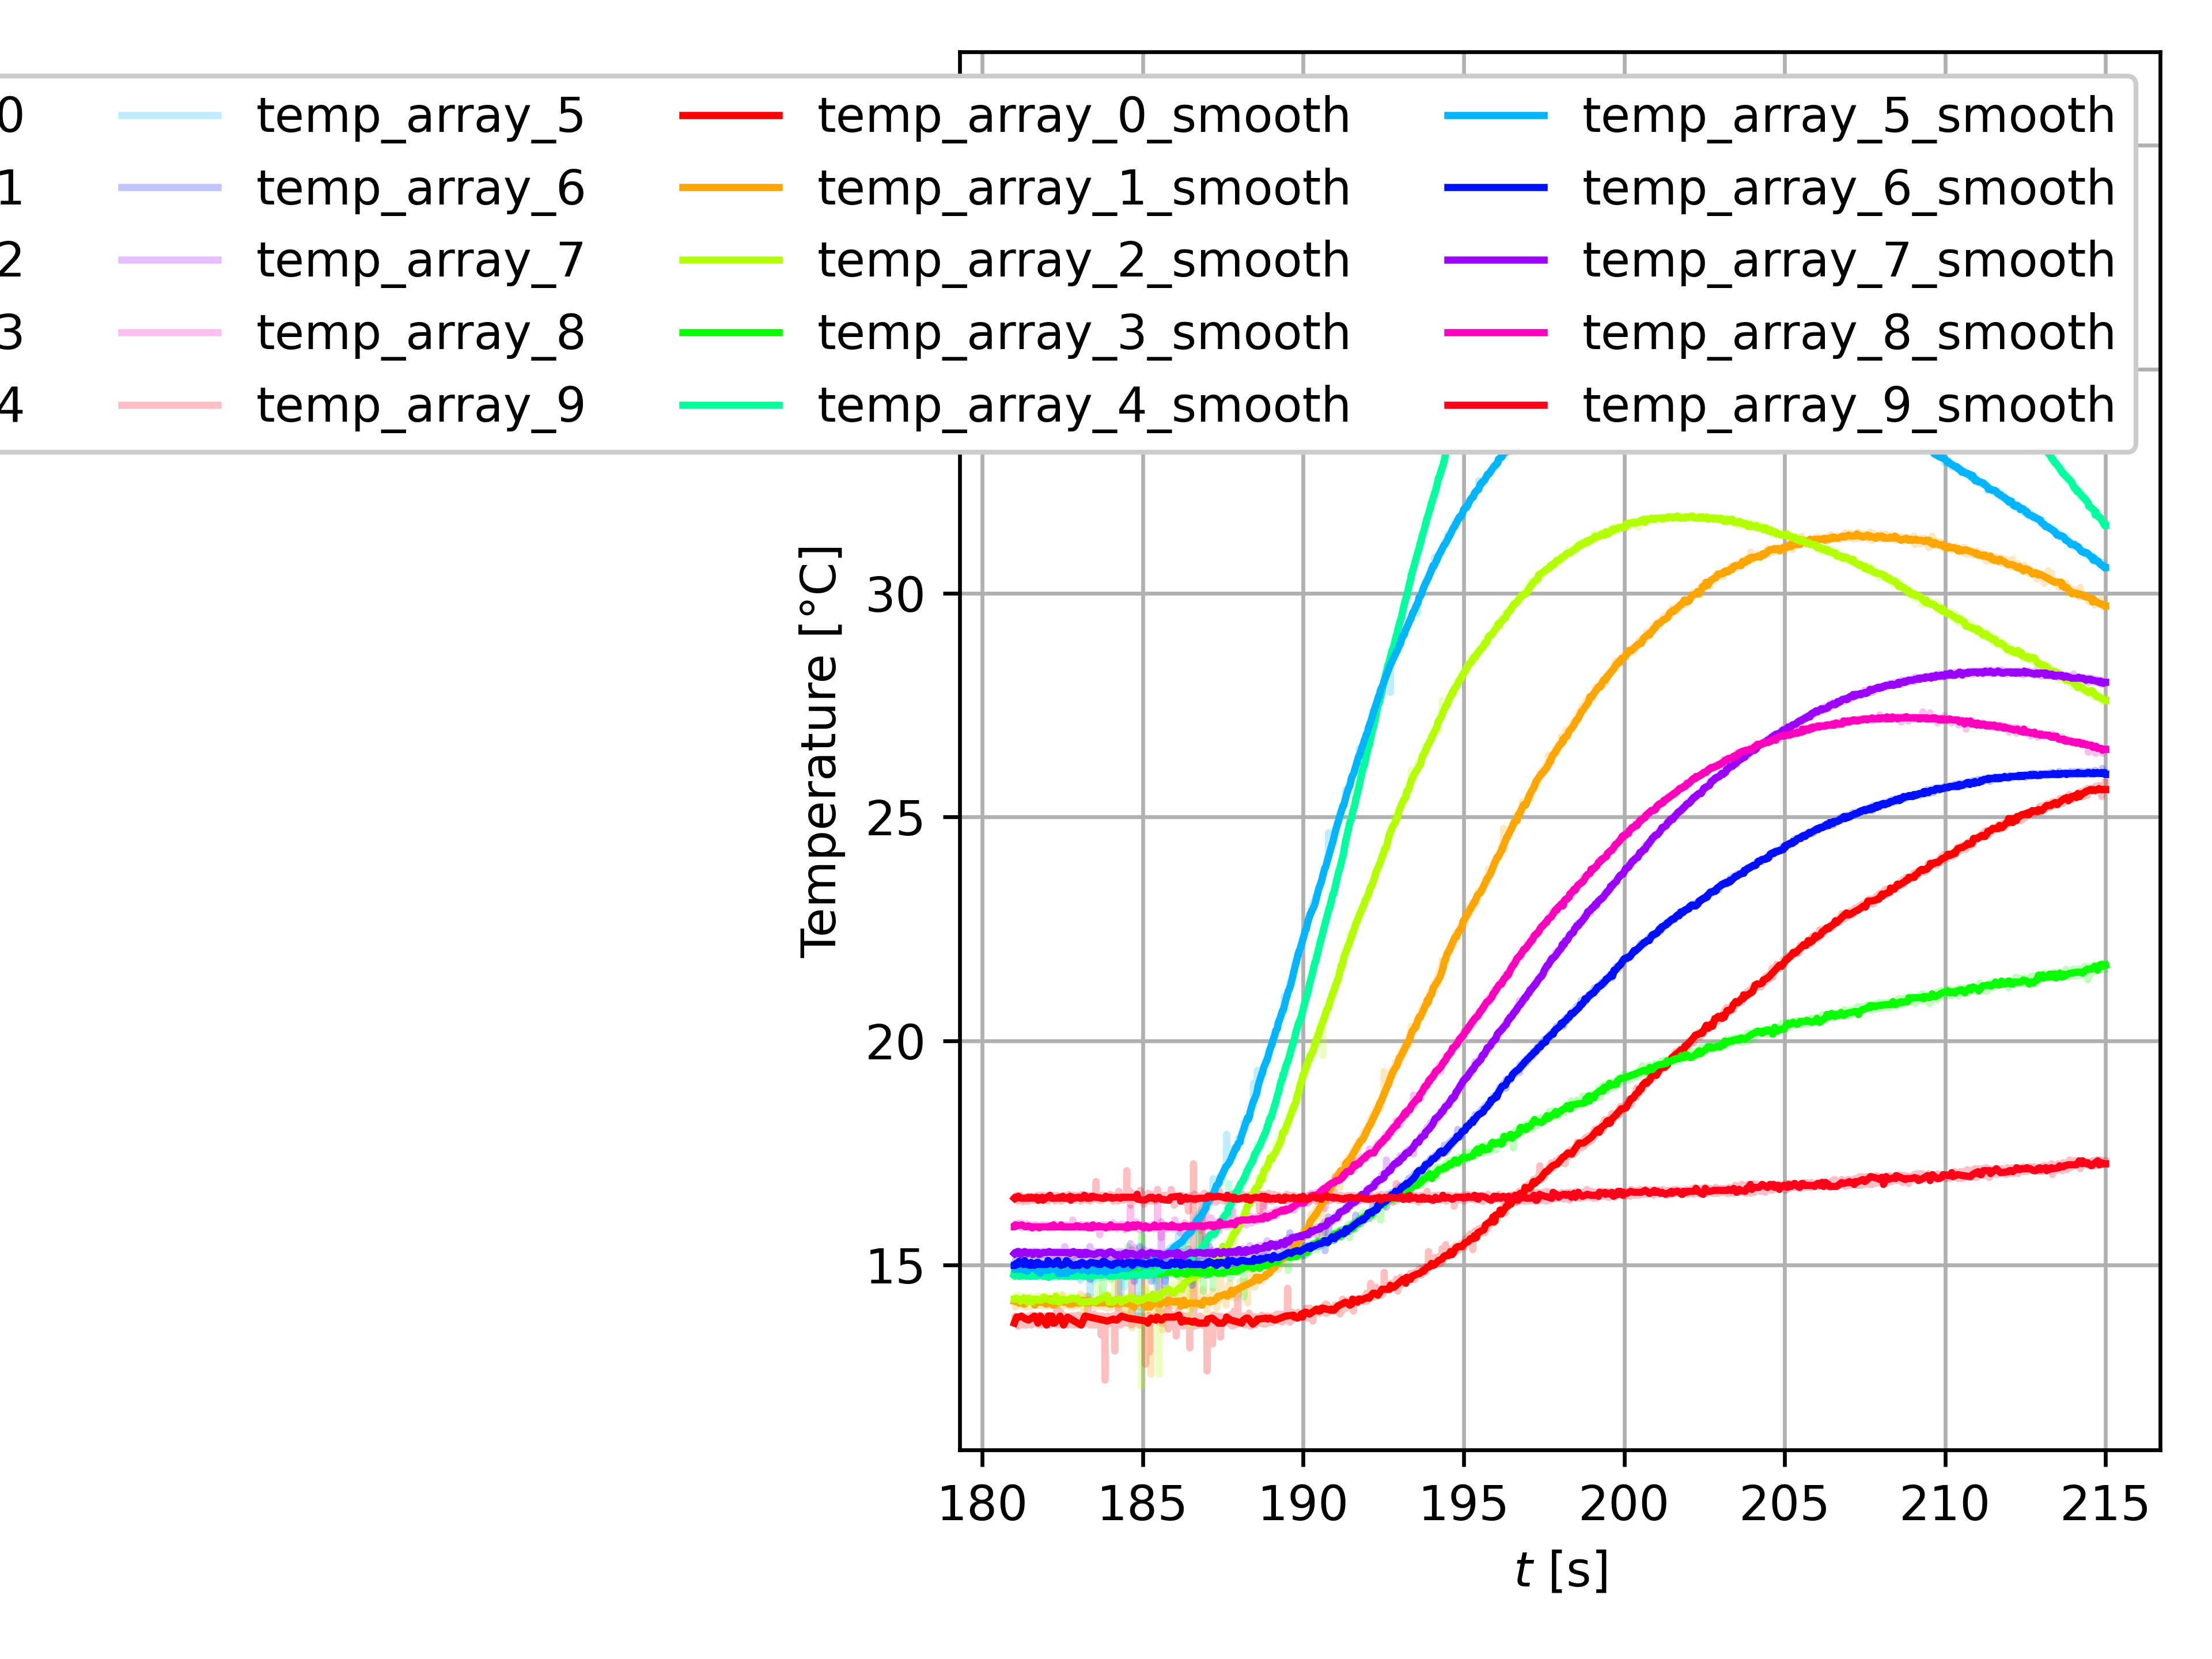 0 temp_array_5 temp_array_0_smooth temp_array_5_smooth
1 temp_array_6 temp_array_1_smooth temp_array_6_smooth
2 temp_array_7 temp_array_2_smooth temp_array_7_smooth
3 temp_array_8 temp_array_3_smooth temp_array_8_smooth
4 temp_array_9 temp_array_4_smooth temp_array_9_smooth
Temperature [°C]
30
25
20
15
180 185 190 195 200 205 210 215
t [s]